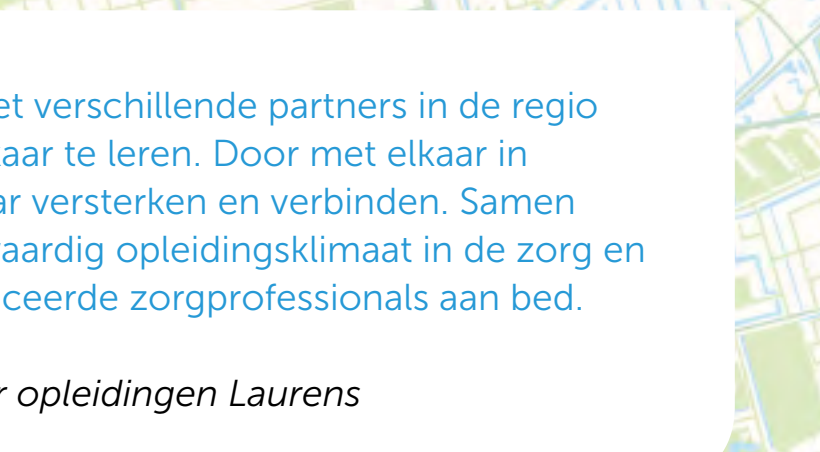 et verschillende partners in de regio
aar te leren. Door met elkaar in
ar versterken en verbinden. Samen
aardig opleidingsklimaat in de zorg en
ceerde zorgprofessionals aan bed.
r opleidingen Laurens